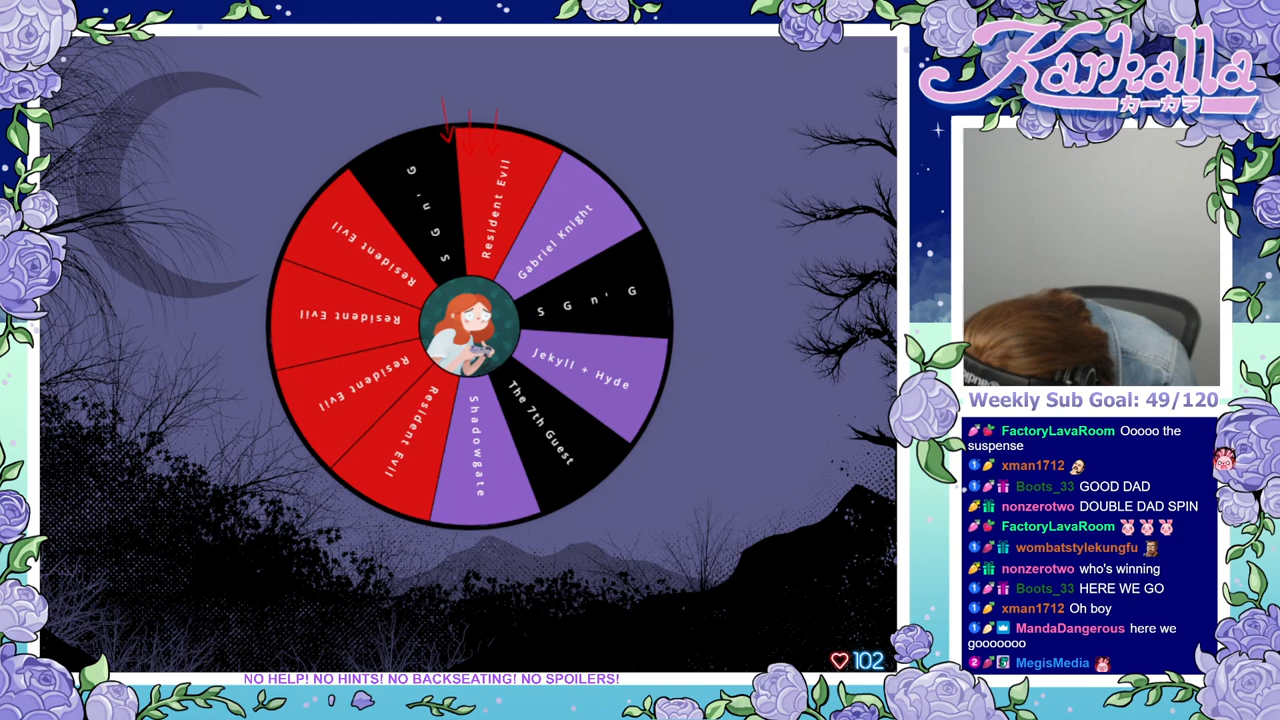 Karkalla
カーカラ
G n' G S
Resident Evil
Gabriel Knight
S G n' G
Jekyll + Hyde
The 7th Guest
Shadowgate
Resident Evil
Resident Evil
Resident Evil
Resident Evil
102
NO HELP! NO HINTS! NO BACKSEATING! NO SPOILERS!
Weekly Sub Goal: 49/120
FactoryLavaRoom Ooooo the
suspense
xman1712
Boots_33 GOOD DAD
nonzerotwo DOUBLE DAD SPIN
FactoryLavaRoom
wombatstylekungfu
nonzerotwo who's winning
Boots_33 HERE WE GO
xman1712 Oh boy
MandaDangerous here we
gooooooo
MegisMedia